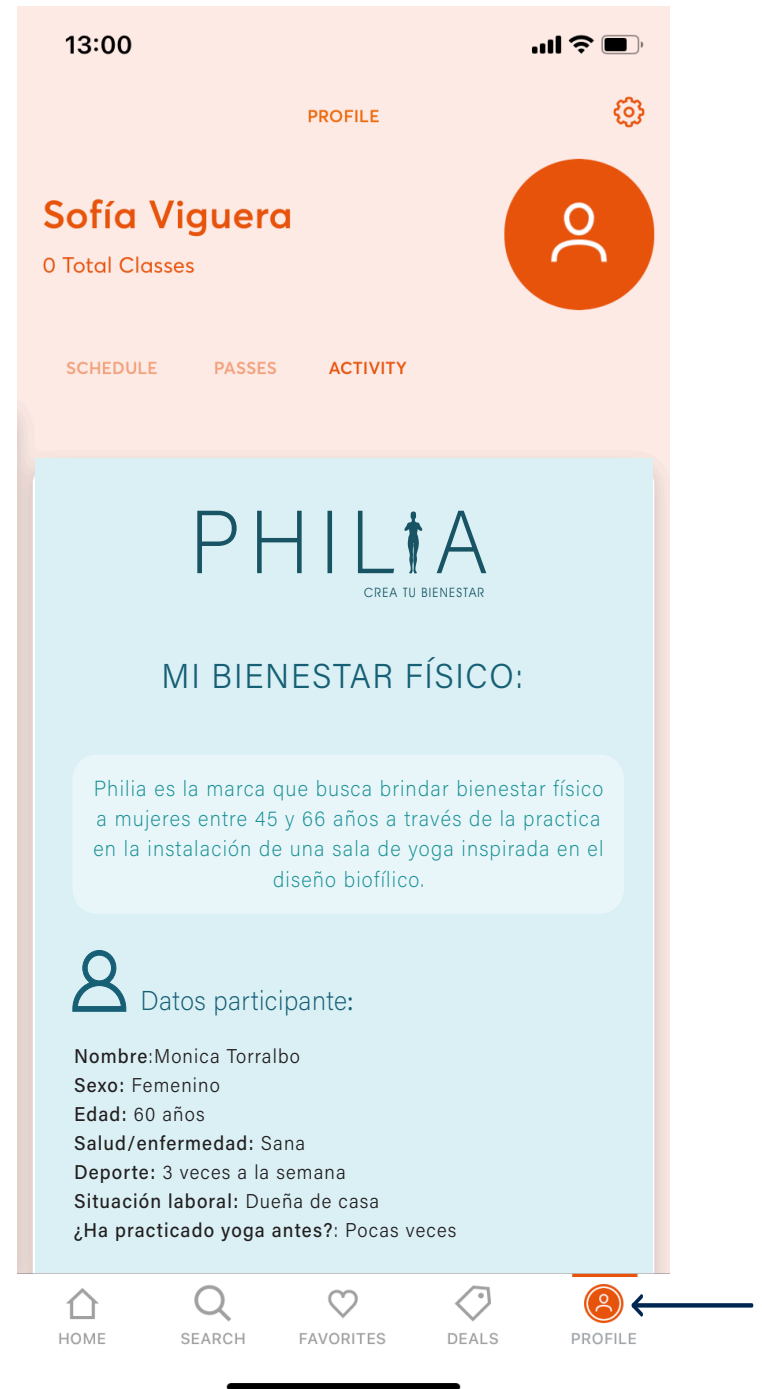 13:00
PROFILE
Sofía Viguera
0 Total Classes
SCHEDULE PASSES ACTIVITY
PHILIA
CREA TU BIENESTAR
MI BIENESTAR FÍSICO:
Philia es la marca que busca brindar bienestar físico
a mujeres entre 45 y 66 años a través de la practica
en la instalación de una sala de yoga inspirada en el
diseño biofílico.
Datos participante:
Nombre:Monica Torralbo
Sexo: Femenino
Edad: 60 años
Salud/enfermedad: Sana
Deporte: 3 veces a la semana
Situación laboral: Dueña de casa
¿Ha practicado yoga antes?: Pocas veces
HOME SEARCH FAVORITES DEALS PROFILE